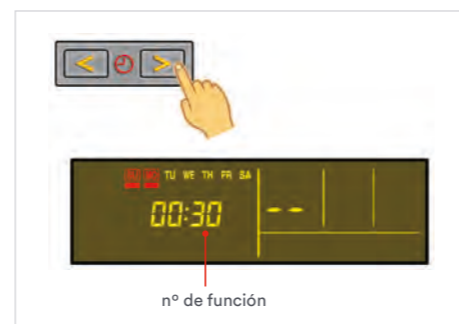 < >
SU MO TU WE TH FR SA
00:30 --
nº de función